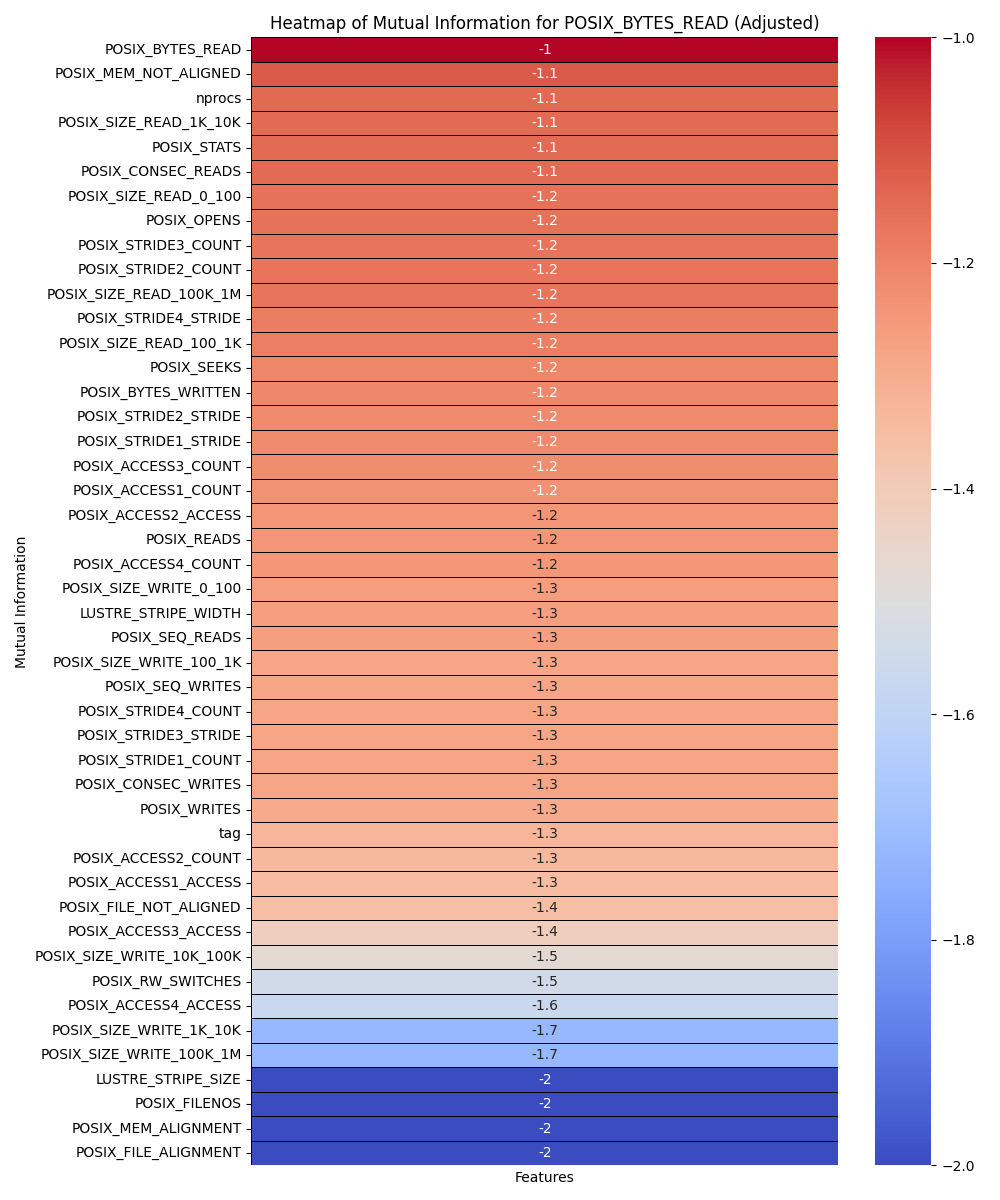 Heatmap of Mutual Information for POSIX_BYTES_READ (Adjusted)
POSIX_BYTES_READ -1
POSIX_MEM_NOT_ALIGNED -1.1
nprocs -1.1
POSIX_SIZE_READ_1K_10K -1.1
POSIX_STATS -1.1
POSIX_CONSEC_READS -1.1
POSIX_SIZE_READ_0_100 -1.2
POSIX_OPENS -1.2
POSIX_STRIDE3_COUNT -1.2
POSIX_STRIDE2_COUNT -1.2
POSIX_SIZE_READ_100K_1M -1.2
POSIX_STRIDE4_STRIDE -1.2
POSIX_SIZE_READ_100_1K -1.2
POSIX_SEEKS -1.2
POSIX_BYTES_WRITTEN -1.2
POSIX_STRIDE2_STRIDE -1.2
POSIX_STRIDE1_STRIDE -1.2
POSIX_ACCESS3_COUNT -1.2
POSIX_ACCESS1_COUNT -1.2
POSIX_ACCESS2_ACCESS -1.2
POSIX_READS -1.2
POSIX_ACCESS4_COUNT -1.2
POSIX_SIZE_WRITE_0_100 -1.3
LUSTRE_STRIPE_WIDTH -1.3
POSIX_SEQ_READS -1.3
POSIX_SIZE_WRITE_100_1K -1.3
POSIX_SEQ_WRITES -1.3
POSIX_STRIDE4_COUNT -1.3
POSIX_STRIDE3_STRIDE -1.3
POSIX_STRIDE1_COUNT -1.3
POSIX_CONSEC_WRITES -1.3
POSIX_WRITES -1.3
tag -1.3
POSIX_ACCESS2_COUNT -1.3
POSIX_ACCESS1_ACCESS -1.3
POSIX_FILE_NOT_ALIGNED -1.4
POSIX_ACCESS3_ACCESS -1.4
POSIX_SIZE_WRITE_10K_100K -1.5
POSIX_RW_SWITCHES -1.5
POSIX_ACCESS4_ACCESS -1.6
POSIX_SIZE_WRITE_1K_10K -1.7
POSIX_SIZE_WRITE_100K_1M -1.7
LUSTRE_STRIPE_SIZE -2
POSIX_FILENOS -2
POSIX_MEM_ALIGNMENT -2
POSIX_FILE_ALIGNMENT -2
Mutual Information
Features
−1.0
−1.2
−1.4
−1.6
−1.8
−2.0